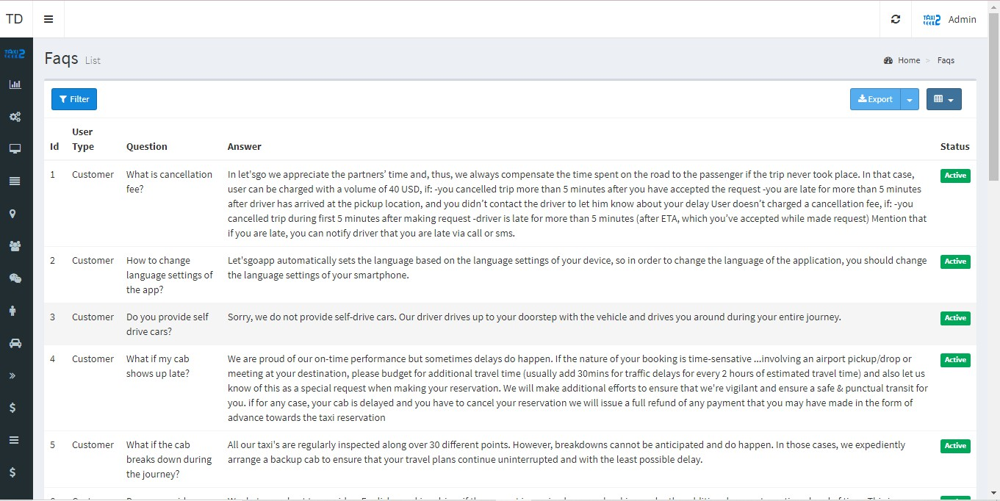 TD
TAXI 2
Admin
Faqs List
Home > Faqs
Filter
Export
Id
User Type
Question
Answer
Status
1
Customer
What is cancellation
fee?
In let'sgo we appreciate the partners’ time and, thus, we always compensate the time spent on the road to the passenger if the trip never took place. In that case,
user can be charged with a volume of 40 USD, if: -you cancelled trip more than 5 minutes after you have accepted the request -you are late for more than 5 minutes
after driver has arrived at the pickup location, and you didn’t contact the driver to let him know about your delay User doesn’t charged a cancellation fee, if: -you
cancelled trip during first 5 minutes after making request -driver is late for more than 5 minutes (after ETA, which you’ve accepted while made request) Mention that
if you are late, you can notify driver that you are late via call or sms.
Active
2
Customer
How to change
language settings of
the app?
Let'sgoapp automatically sets the language based on the language settings of your device, so in order to change the language of the application, you should change
the language settings of your smartphone.
Active
3
Customer
Do you provide self
drive cars?
Sorry, we do not provide self-drive cars. Our driver drives up to your doorstep with the vehicle and drives you around during your entire journey.
Active
4
Customer
What if my cab
shows up late?
We are proud of our on-time performance but sometimes delays do happen. If the nature of your booking is time-sensative ...involving an airport pickup/drop or
meeting at your destination, please budget for additional travel time (usually add 30mins for traffic delays for every 2 hours of estimated travel time) and also let us
know of this as a special request when making your reservation. We will make additional efforts to ensure that we're vigilant and ensure a safe & punctual transit for
you. if for any case, your cab is delayed and you have to cancel your reservation we will issue a full refund of any payment that you may have made in the form of
advance towards the taxi reservation
Active
5
Customer
What if the cab
breaks down during
the journey?
All our taxi's are regularly inspected along over 30 different points. However, breakdowns cannot be anticipated and do happen. In those cases, we expediently
arrange a backup cab to ensure that your travel plans continue uninterrupted and with the least possible delay.
Active